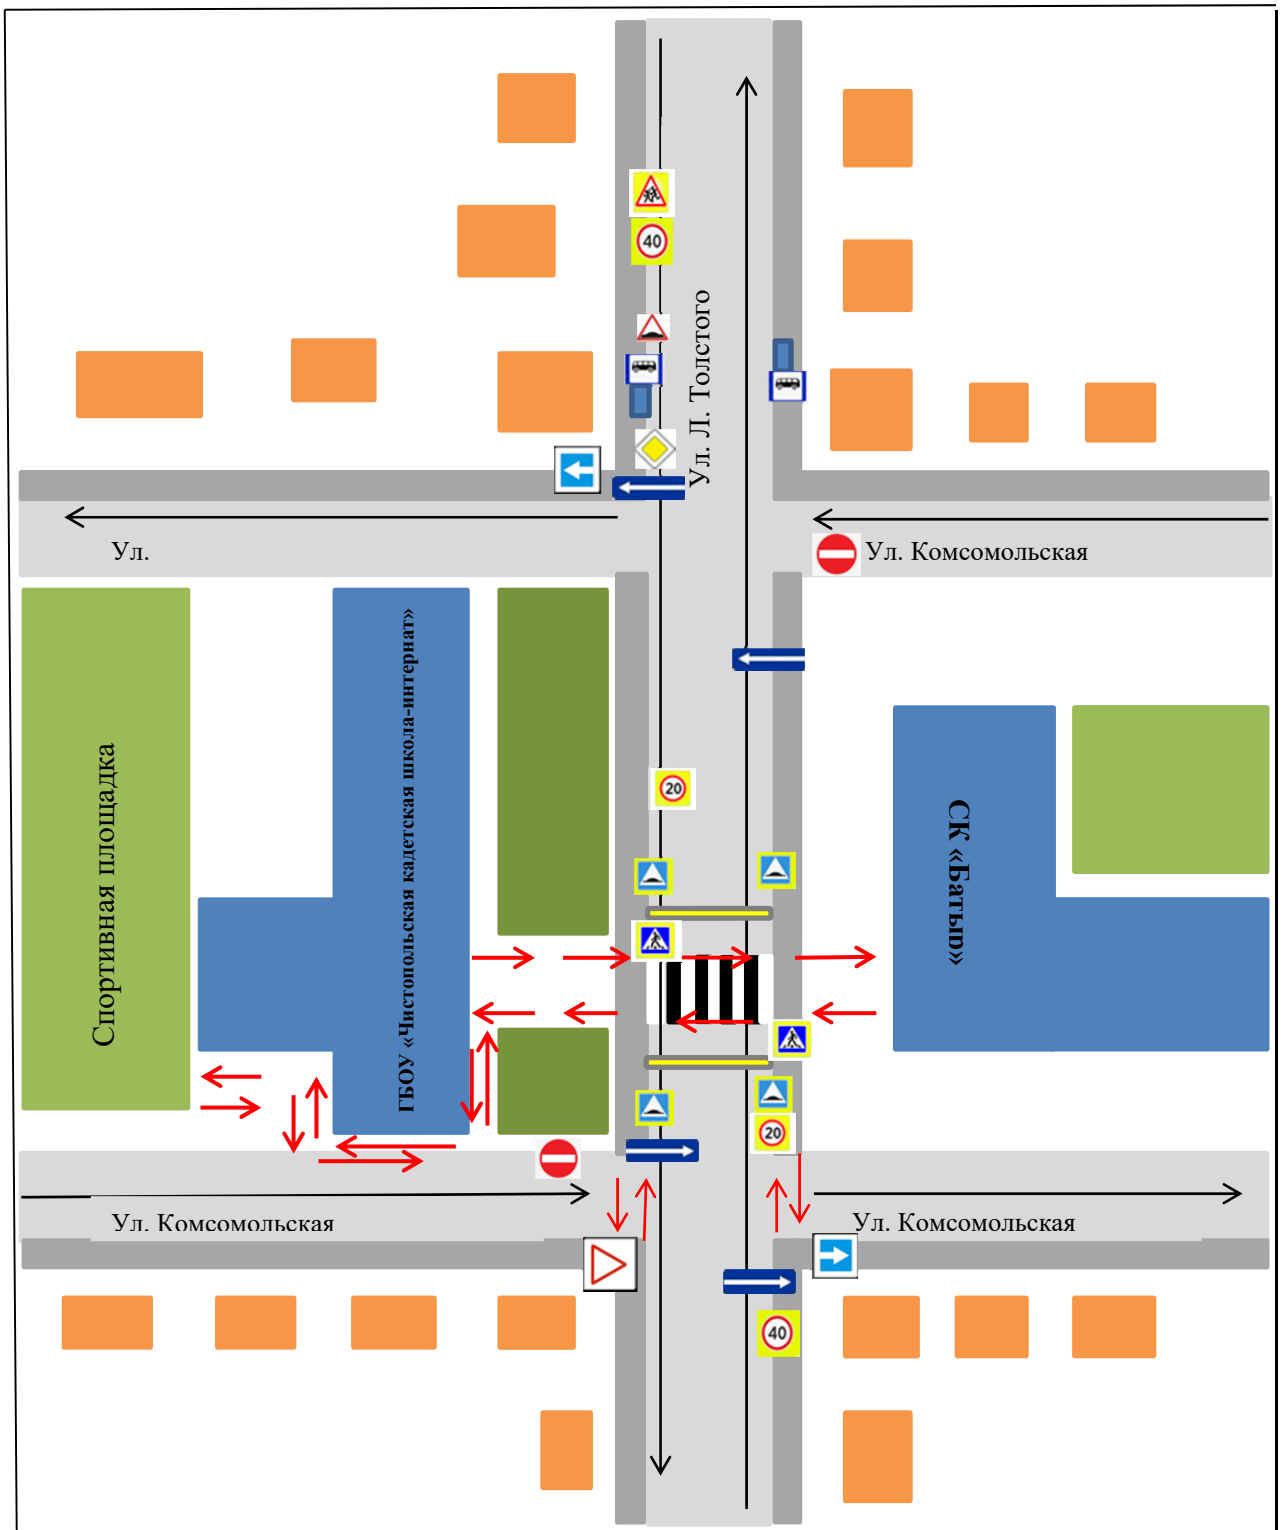 40
Ул. Л. Толстого
Ул.
Ул. Комсомольская
ГБОУ «Чистопольская кадетская школа-интернат»
Спортивная площадка
20
СК «Батыр»
20
Ул. Комсомольская
Ул. Комсомольская
40